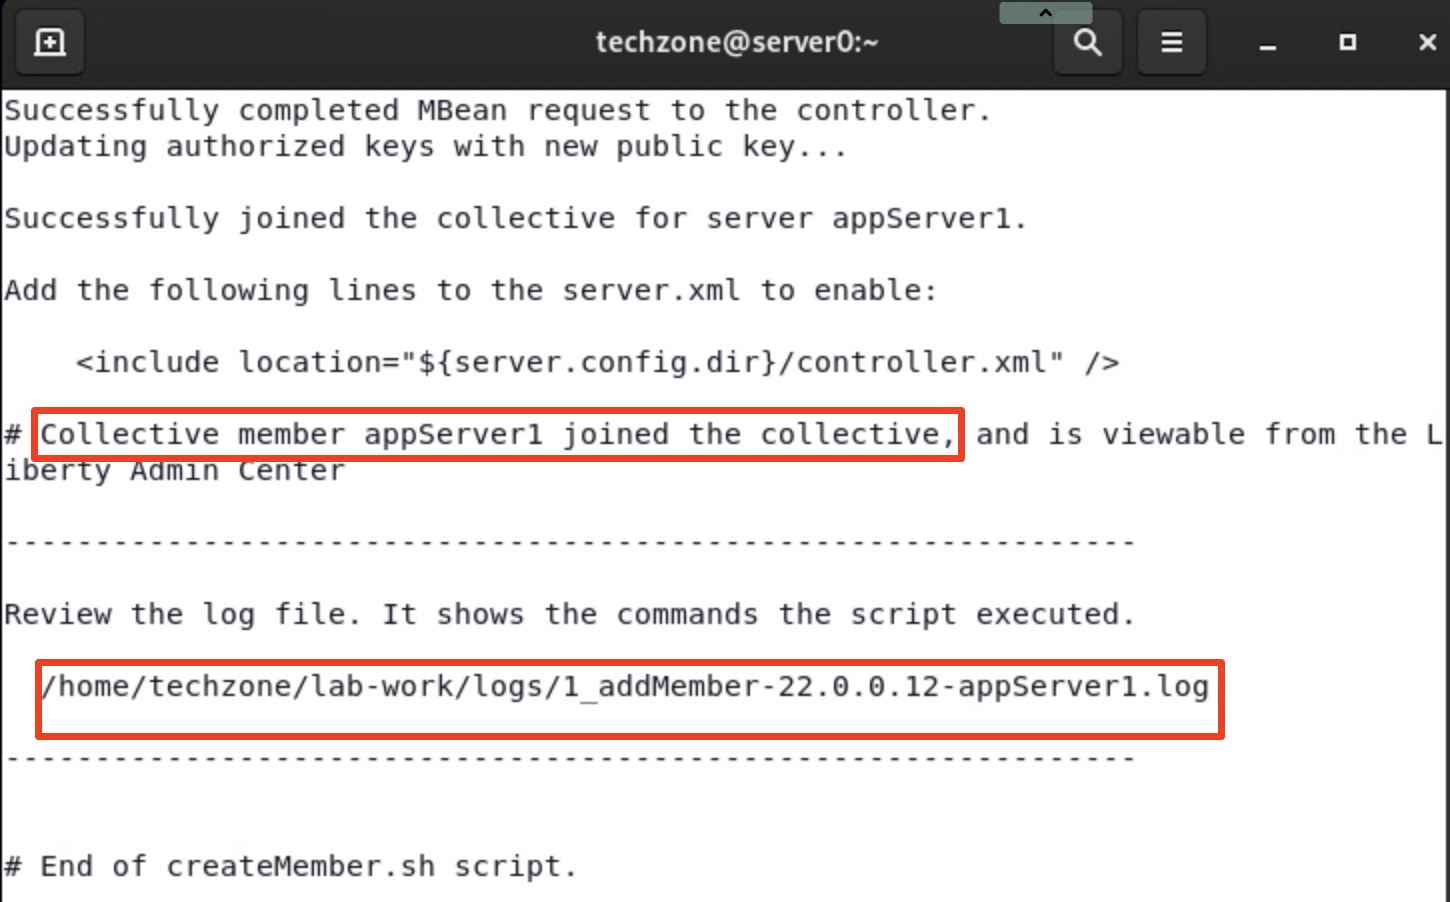 techzone@server0:~
Successfully completed MBean request to the controller.
Updating authorized keys with new public key...
Successfully joined the collective for server appServer1.
Add the following lines to the server.xml to enable:
<include location="${server.config.dir}/controller.xml" />
# Collective member appServer1 joined the collective, and is viewable from the L
iberty Admin Center
---------------------------------------------------------------
Review the log file. It shows the commands the script executed.
/home/techzone/lab-work/logs/1_addMember-22.0.0.12-appServer1.log
---------------------------------------------------------------
# End of createMember.sh script.